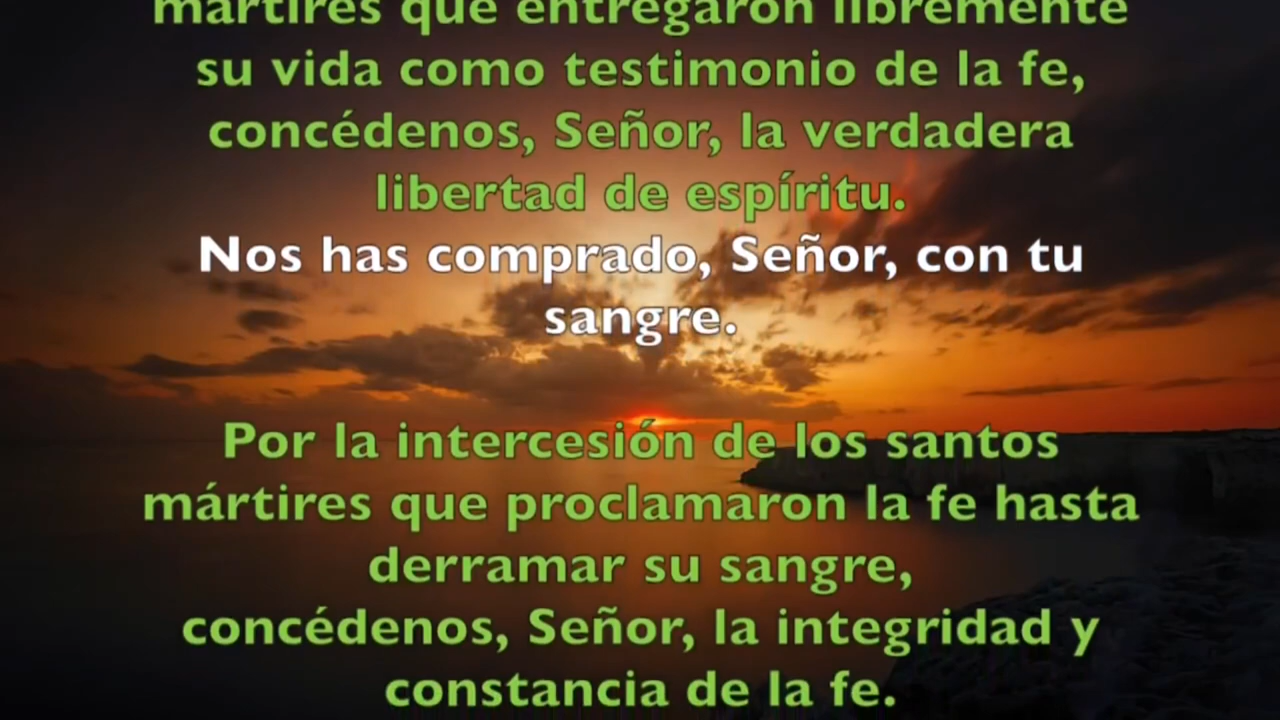 mártires que entregaron libremente
su vida como testimonio de la fe,
concédenos, Señor, la verdadera
libertad de espíritu.
Nos has comprado, Señor, con tu
sangre.
Por la intercesión de los santos
mártires que proclamaron la fe hasta
derramar su sangre,
concédenos, Señor, la integridad y
constancia de la fe.